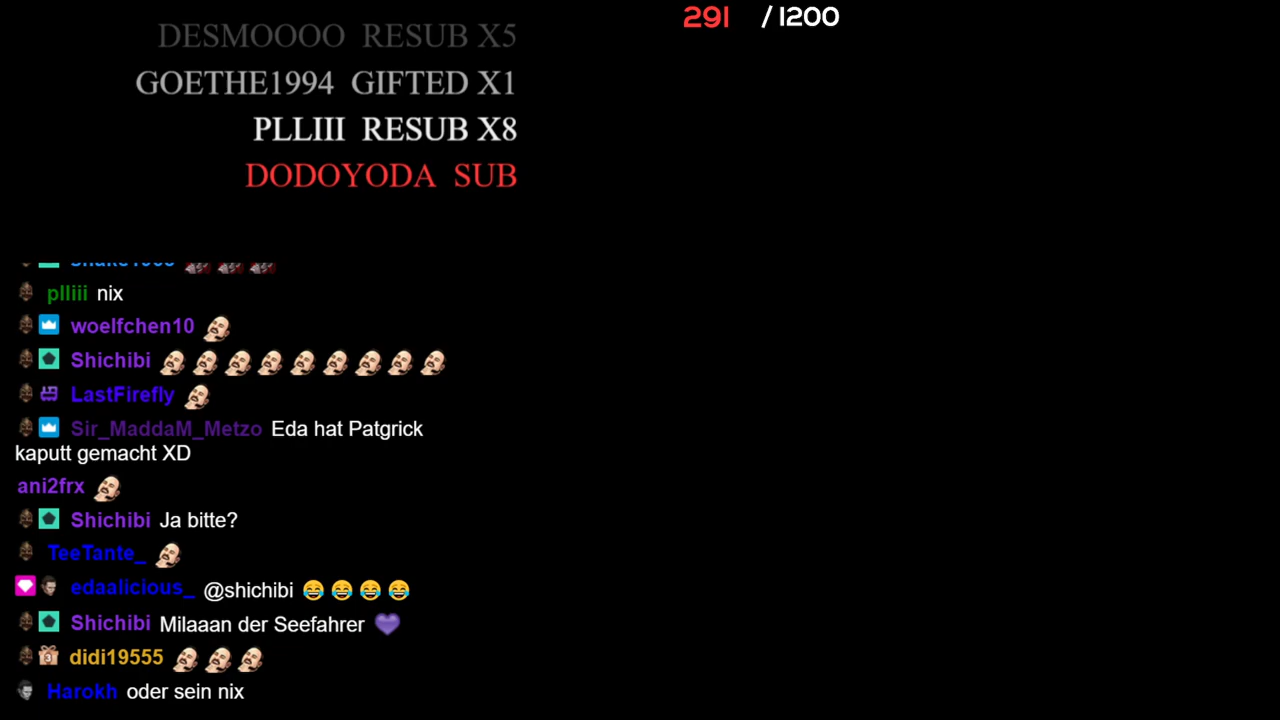 DESMOOOO RESUB X5
GOETHE1994 GIFTED X1
PLLIII RESUB X8
DODOYODA SUB
291 /1200
plliii nix
woelfchen10
Shichibi
LastFirefly
Sir_MaddaM_Metzo Eda hat Patgrick
kaputt gemacht XD
ani2frx
Shichibi Ja bitte?
TeeTante_
edaalicious_ @shichibi
Shichibi Milaaan der Seefahrer
didi19555
Harokh oder sein nix